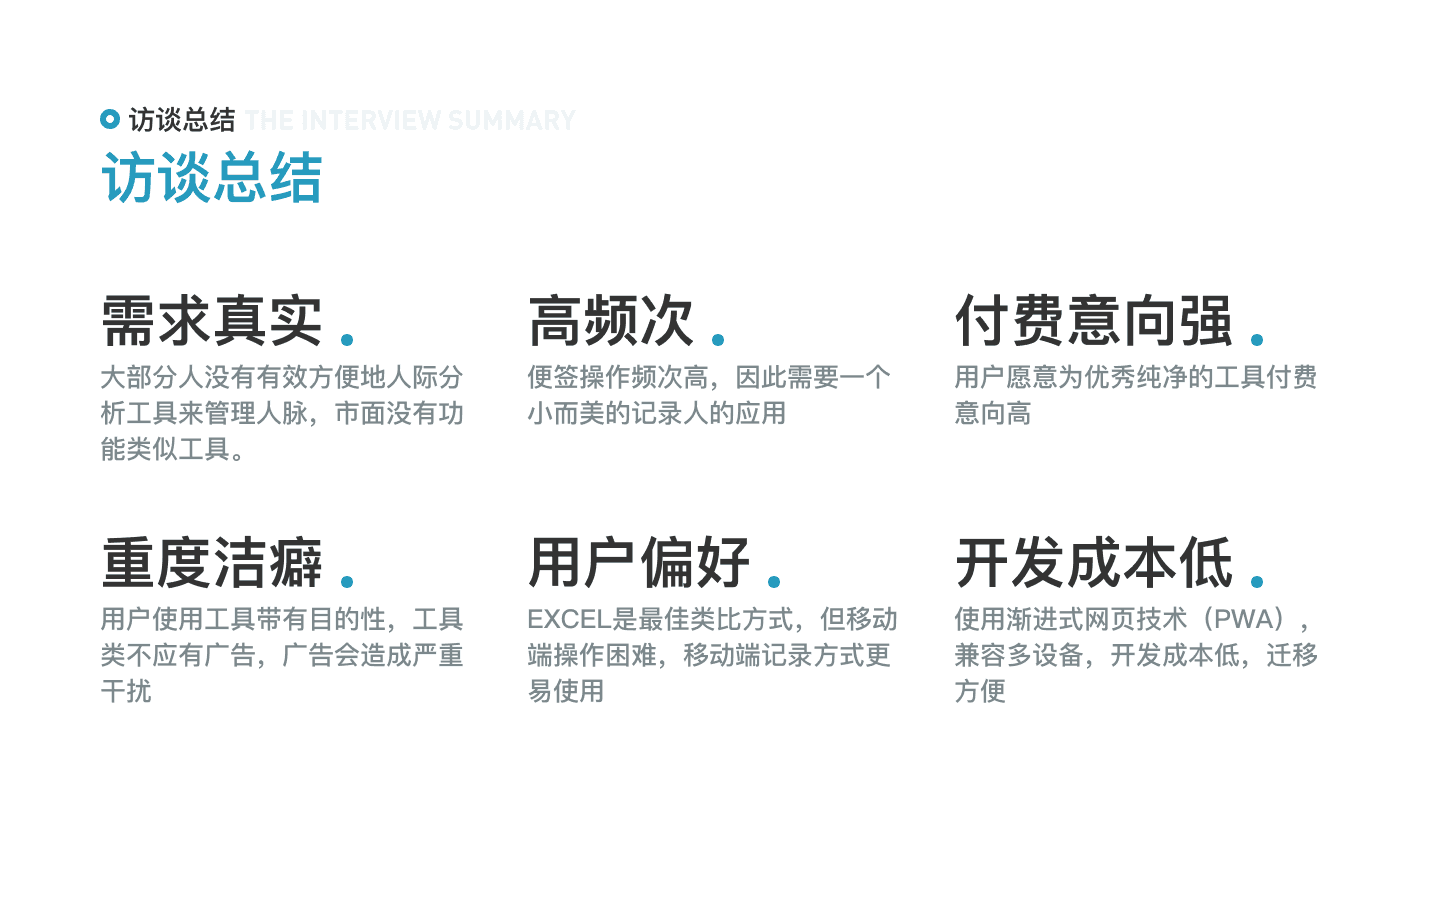 访谈总结 THE INTERVIEW SUMMARY
访谈总结
需求真实.
大部分人没有有效方便地人际分
析工具来管理人脉，市面没有功
能类似工具。
高频次.
便签操作频次高，因此需要一个
小而美的记录人的应用
付费意向强.
用户愿意为优秀纯净的工具付费
意向高
重度洁癖.
用户使用工具带有目的性，工具
类不应有广告，广告会造成严重
干扰
用户偏好.
EXCEL是最佳类比方式，但移动
端操作困难，移动端记录方式更
易使用
开发成本低.
使用渐进式网页技术（PWA），
兼容多设备，开发成本低，迁移
方便